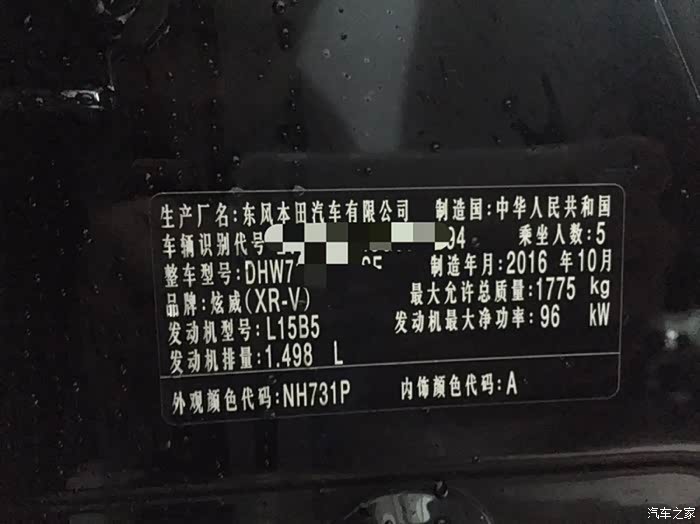 生产厂名:东风本田汽车有限公司 制造国:中华人民共和国
车辆识别代号 94 乘坐人数:5
整车型号:DHW7 制造年月:2016 年10月
品牌:炫威(XR-V) 最大允许总质量:1775 kg
发动机型号:L15B5 发动机最大净功率:96 kW
发动机排量:1.498 L
外观颜色代码:NH731P 内饰颜色代码:A
汽车之家